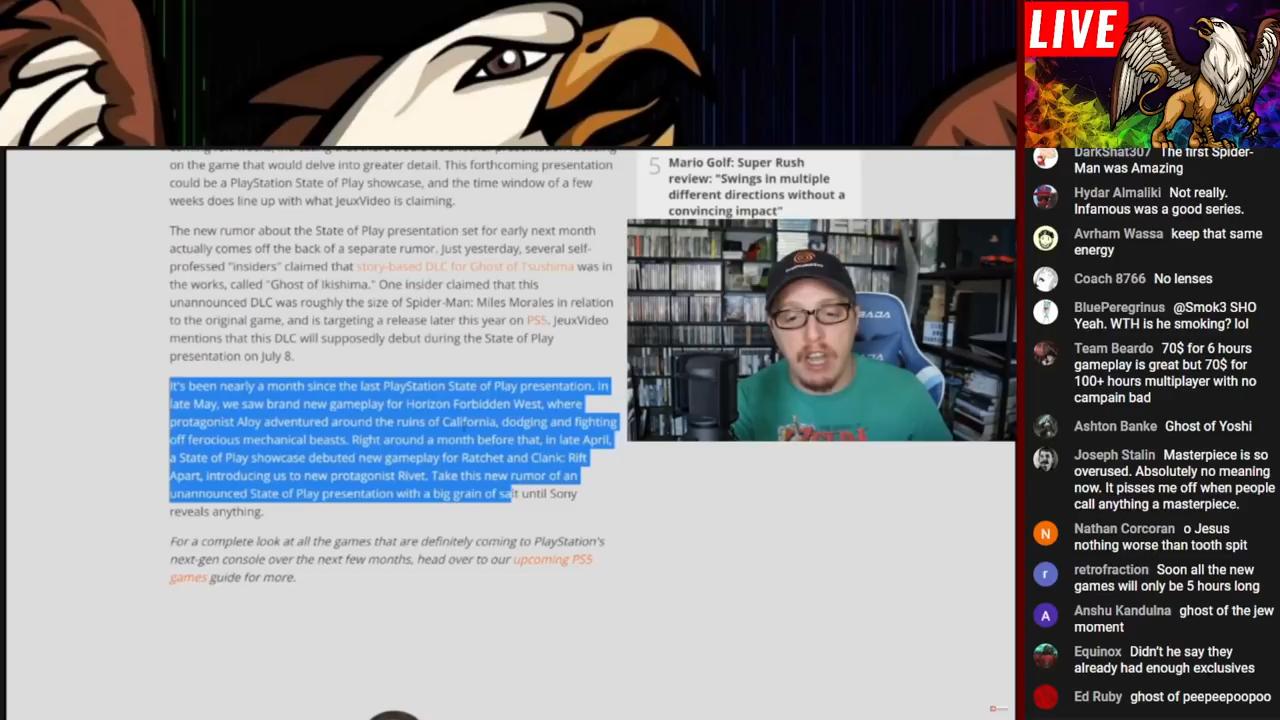 LIVE
on the game that would delve into greater detail. This forthcoming presentation
could be a PlayStation State of Play showcase, and the time window of a few
weeks does line up with what JeuxVideo is claiming.
The new rumor about the State of Play presentation set for early next month
actually comes off the back of a separate rumor. Just yesterday, several self-
professed "insiders" claimed that story-based DLC for Ghost of Tsushima was in
the works, called "Ghost of Ikishima." One insider claimed that this
unannounced DLC was roughly the size of Spider-Man: Miles Morales in relation
to the original game, and is targeting a release later this year on PS5. JeuxVideo
mentions that this DLC will supposedly debut during the State of Play
presentation on July 8.
It's been nearly a month since the last PlayStation State of Play presentation. In
late May, we saw brand new gameplay for Horizon Forbidden West, where
protagonist Aloy adventured around the ruins of California, dodging and fighting
off ferocious mechanical beasts. Right around a month before that, in late April,
a State of Play showcase debuted new gameplay for Ratchet and Clank: Rift
Apart, introducing us to new protagonist Rivet. Take this new rumor of an
unannounced State of Play presentation with a big grain of salt until Sony
reveals anything.
For a complete look at all the games that are definitely coming to PlayStation's
next-gen console over the next few months, head over to our upcoming PS5
games guide for more.
5 Mario Golf: Super Rush
review: "Swings in multiple
different directions without a
convincing impact"
DarkShat307 The first Spider-
Man was Amazing
Hydar Almaliki Not really.
Infamous was a good series.
Avrham Wassa keep that same
energy
Coach 8766 No lenses
BluePeregrinus @Smok3 SHO
Yeah. WTH is he smoking? lol
Team Beardo 70$ for 6 hours
gameplay is great but 70$ for
100+ hours multiplayer with no
campain bad
Ashton Banke Ghost of Yoshi
Joseph Stalin Masterpiece is so
overused. Absolutely no meaning
now. It pisses me off when people
call anything a masterpiece.
N
Nathan Corcoran o Jesus
nothing worse than tooth spit
r
retrofraction Soon all the new
games will only be 5 hours long
A
Anshu Kandulna ghost of the jew
moment
Equinox Didn't he say they
already had enough exclusives
Ed Ruby ghost of peepeepoopoo